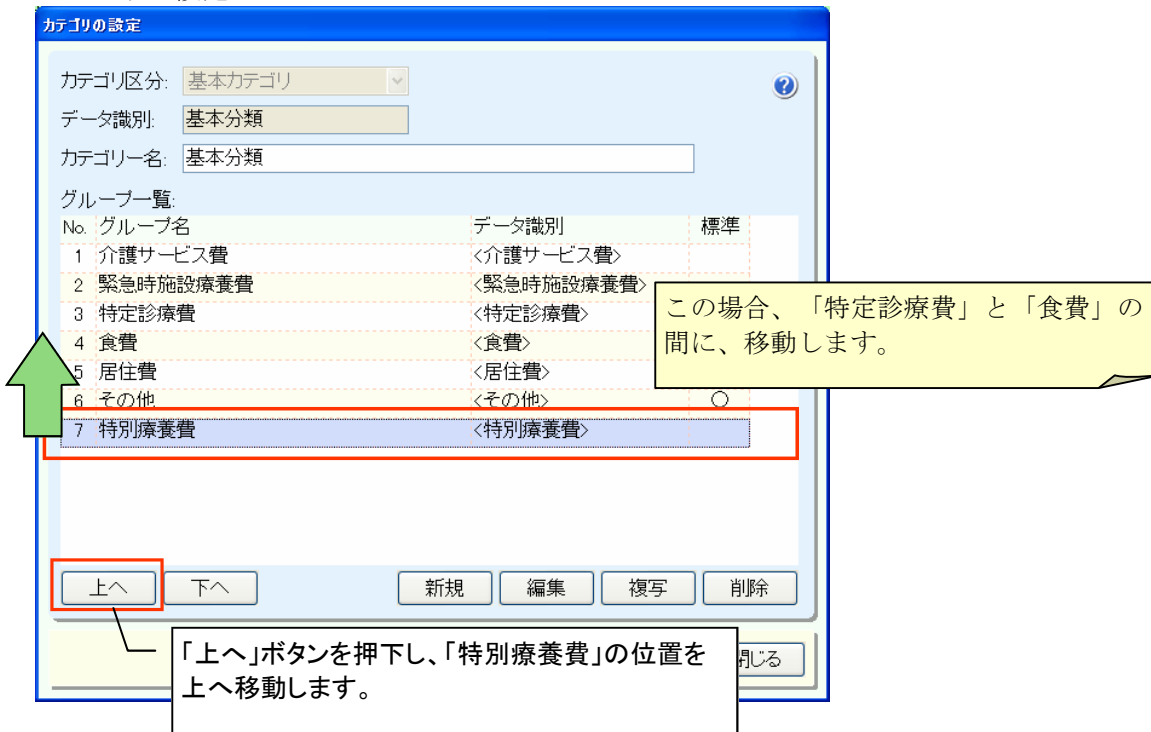 カテゴリの設定
カテゴリ区分: 基本カテゴリ
データ識別: 基本分類
カテゴリー名: 基本分類
グループ一覧:
No. グループ名 データ識別 標準
1 介護サービス費 <介護サービス費>
2 緊急時施設療養費 <緊急時施設療養費>
3 特定診療費 <特定診療費>
4 食費 <食費>
5 居住費 <居住費>
6 その他 <その他> ○
7 特別療養費 <特別療養費>
この場合、「特定診療費」と「食費」の
間に、移動します。
上へ 下へ 新規 編集 複写 削除
「上へ」ボタンを押下し、「特別療養費」の位置を
上へ移動します。
閉じる